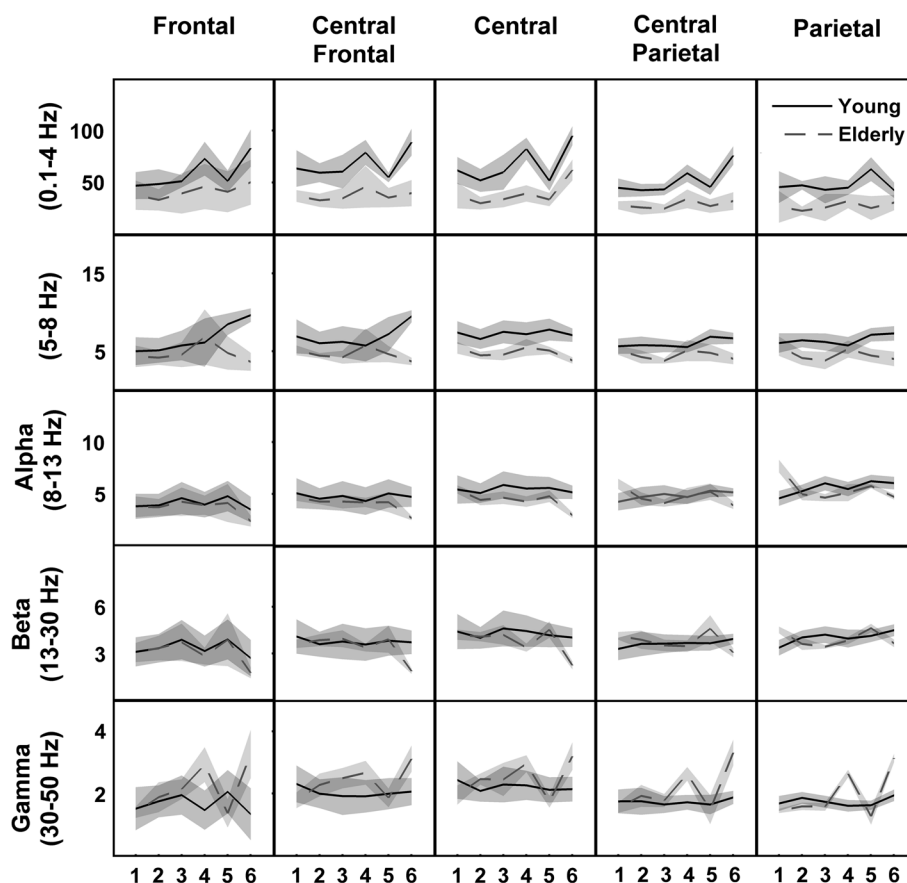 Frontal
Central
Frontal
Central
Central
Parietal
Parietal
Young
Elderly
(0.1-4 Hz)
100
50
(5-8 Hz)
15
5
Alpha
(8-13 Hz)
10
5
Beta
(13-30 Hz)
6
3
Gamma
(30-50 Hz)
4
2
1 2 3 4 5 6 1 2 3 4 5 6 1 2 3 4 5 6 1 2 3 4 5 6 1 2 3 4 5 6